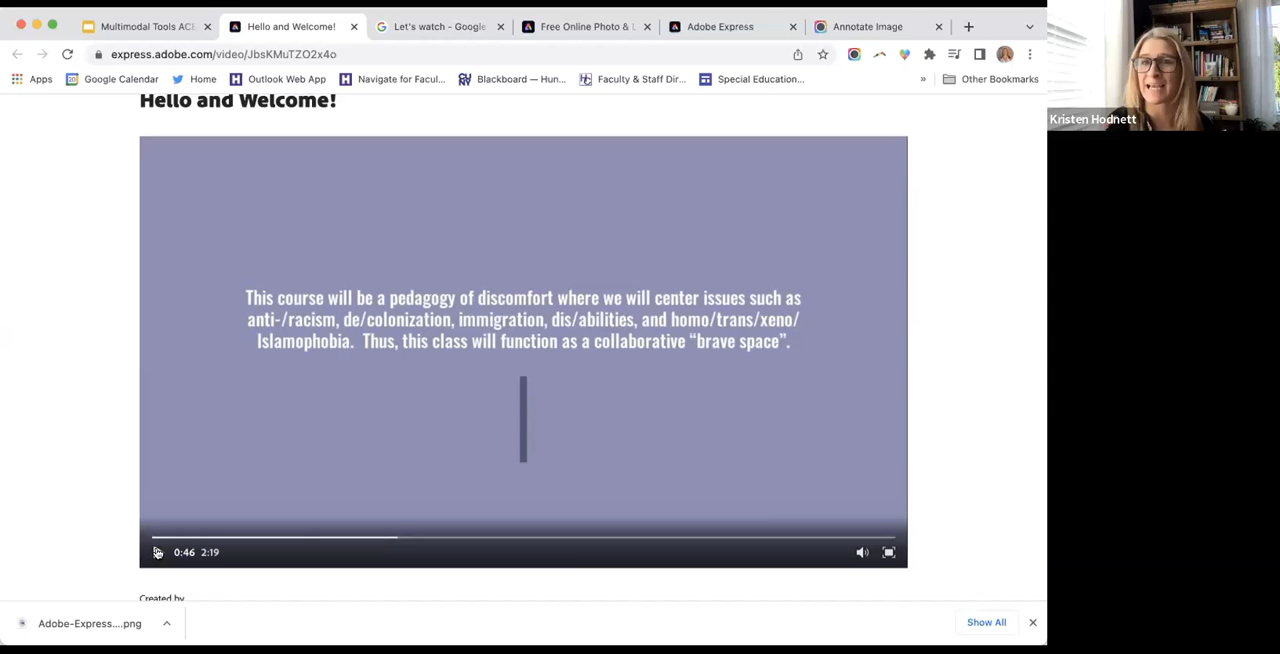 Multimodal Tools ACE
Hello and Welcome!
Let's watch - Google
Free Online Photo & 
Adobe Express
Annotate Image
express.adobe.com/video/JbsKMuTZO2x4o
Apps
Google Calendar
Home
Outlook Web App
Navigate for Facul...
Blackboard — Hun...
Faculty & Staff Dir...
Special Education...
»
Other Bookmarks
Hello and Welcome!
Kristen Hodnett
This course will be a pedagogy of discomfort where we will center issues such as
anti-/racism, de/colonization, immigration, dis/abilities, and homo/trans/xeno/
Islamophobia. Thus, this class will function as a collaborative “brave space”.
0:46 2:19
Created by
Adobe-Express....png
Show All